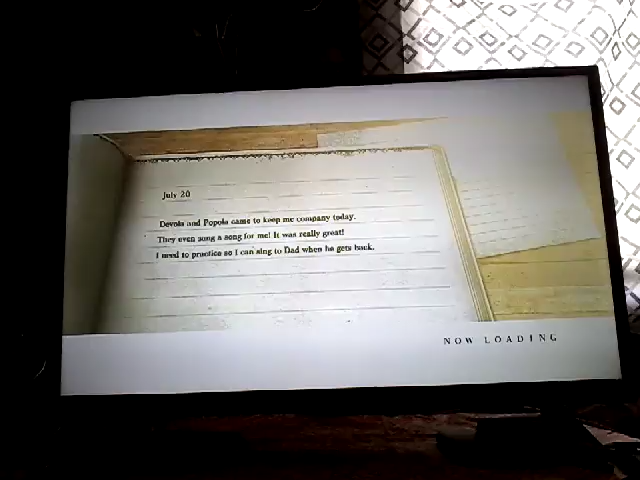 July 20
Devola and Popola came to keep me company today.
They even song a song for me! It was really great!
I need to practice so I can sing to Dad when he gets back.
NOW LOADING